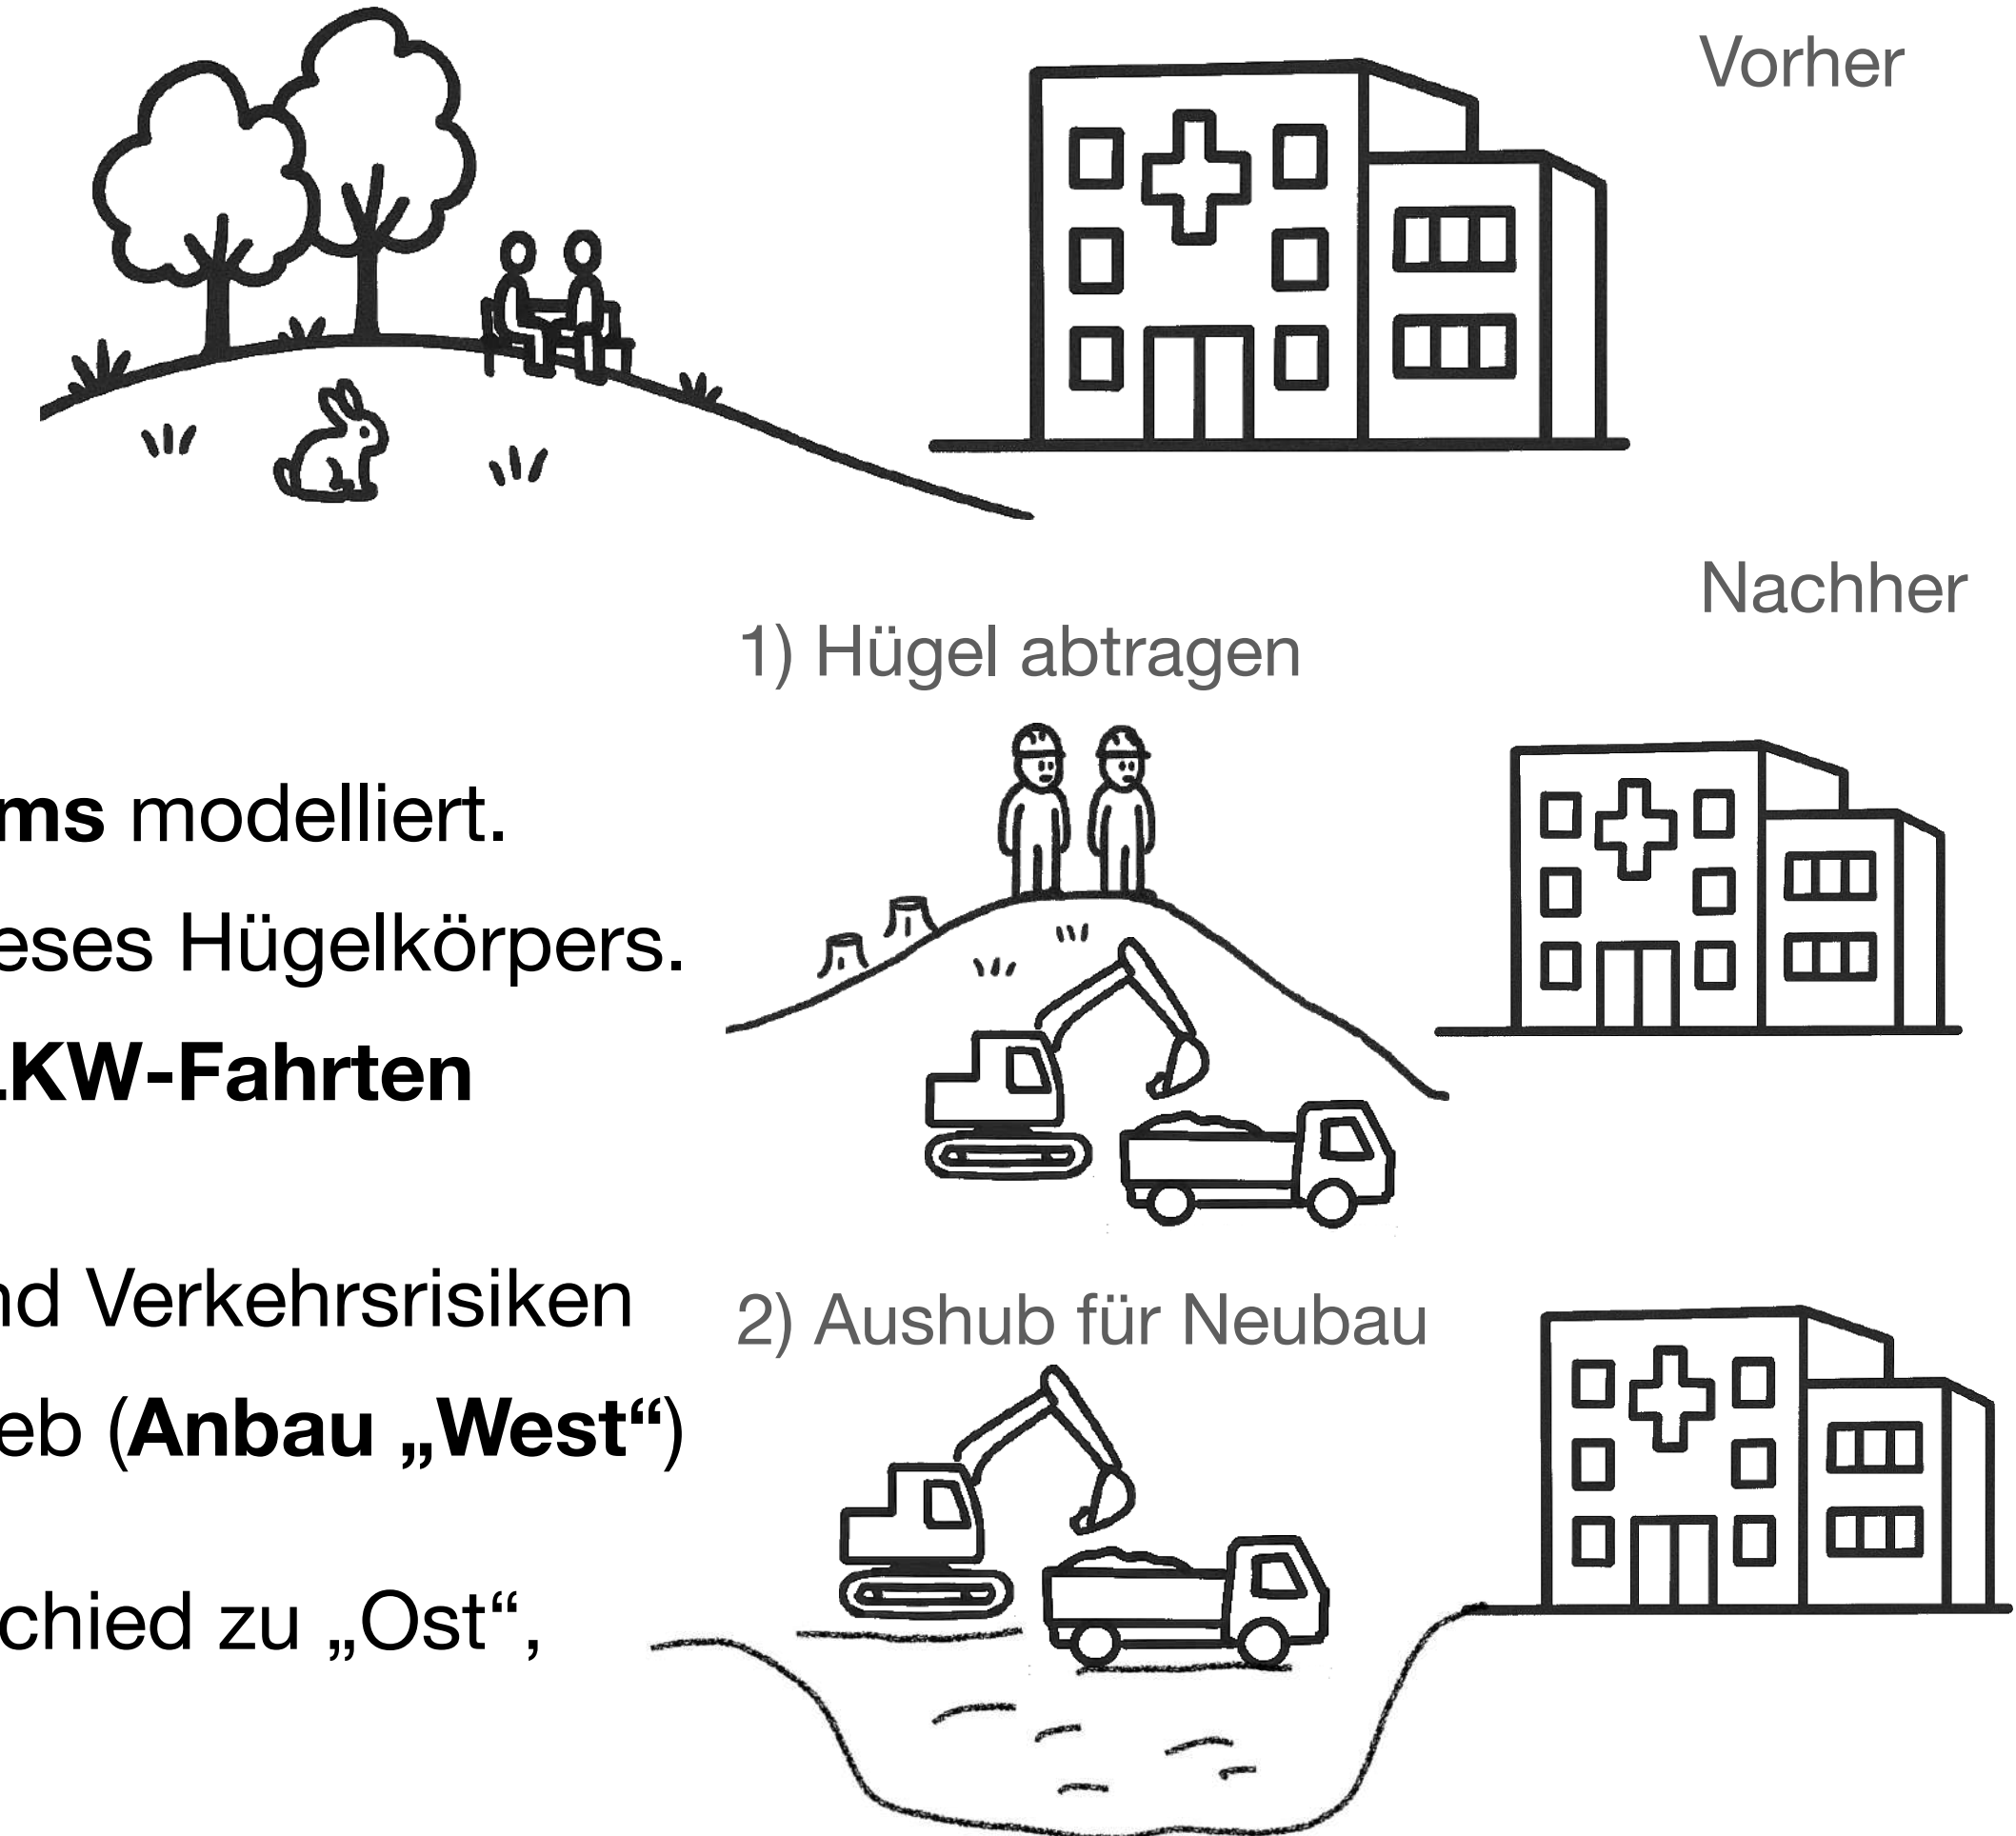 Vorher
Nachher
1) Hügel abtragen
ms modelliert.
eses Hügelkörpers.
KW-Fahrten
nd Verkehrsrisiken
2) Aushub für Neubau
eb (Anbau „West“)
chied zu „Ost“,